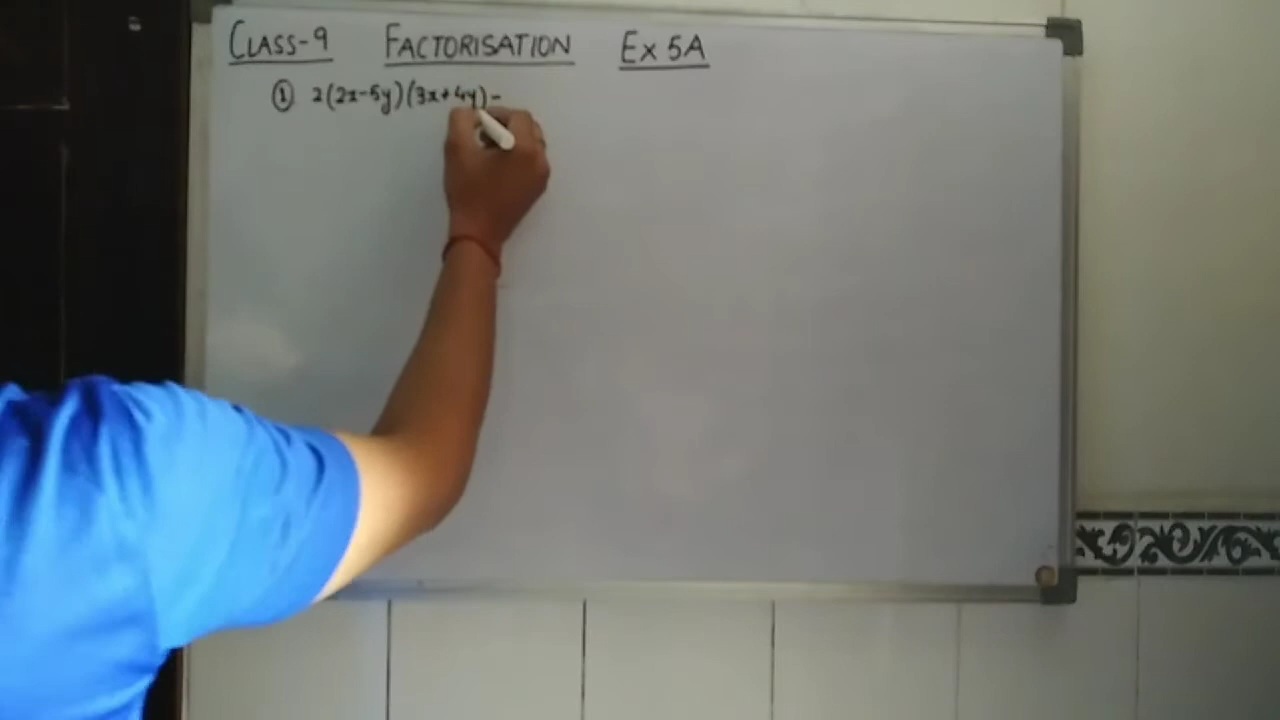 CLASS-9 FACTORISATION Ex 5A
① 2(2x-5y)(3x+4y)-